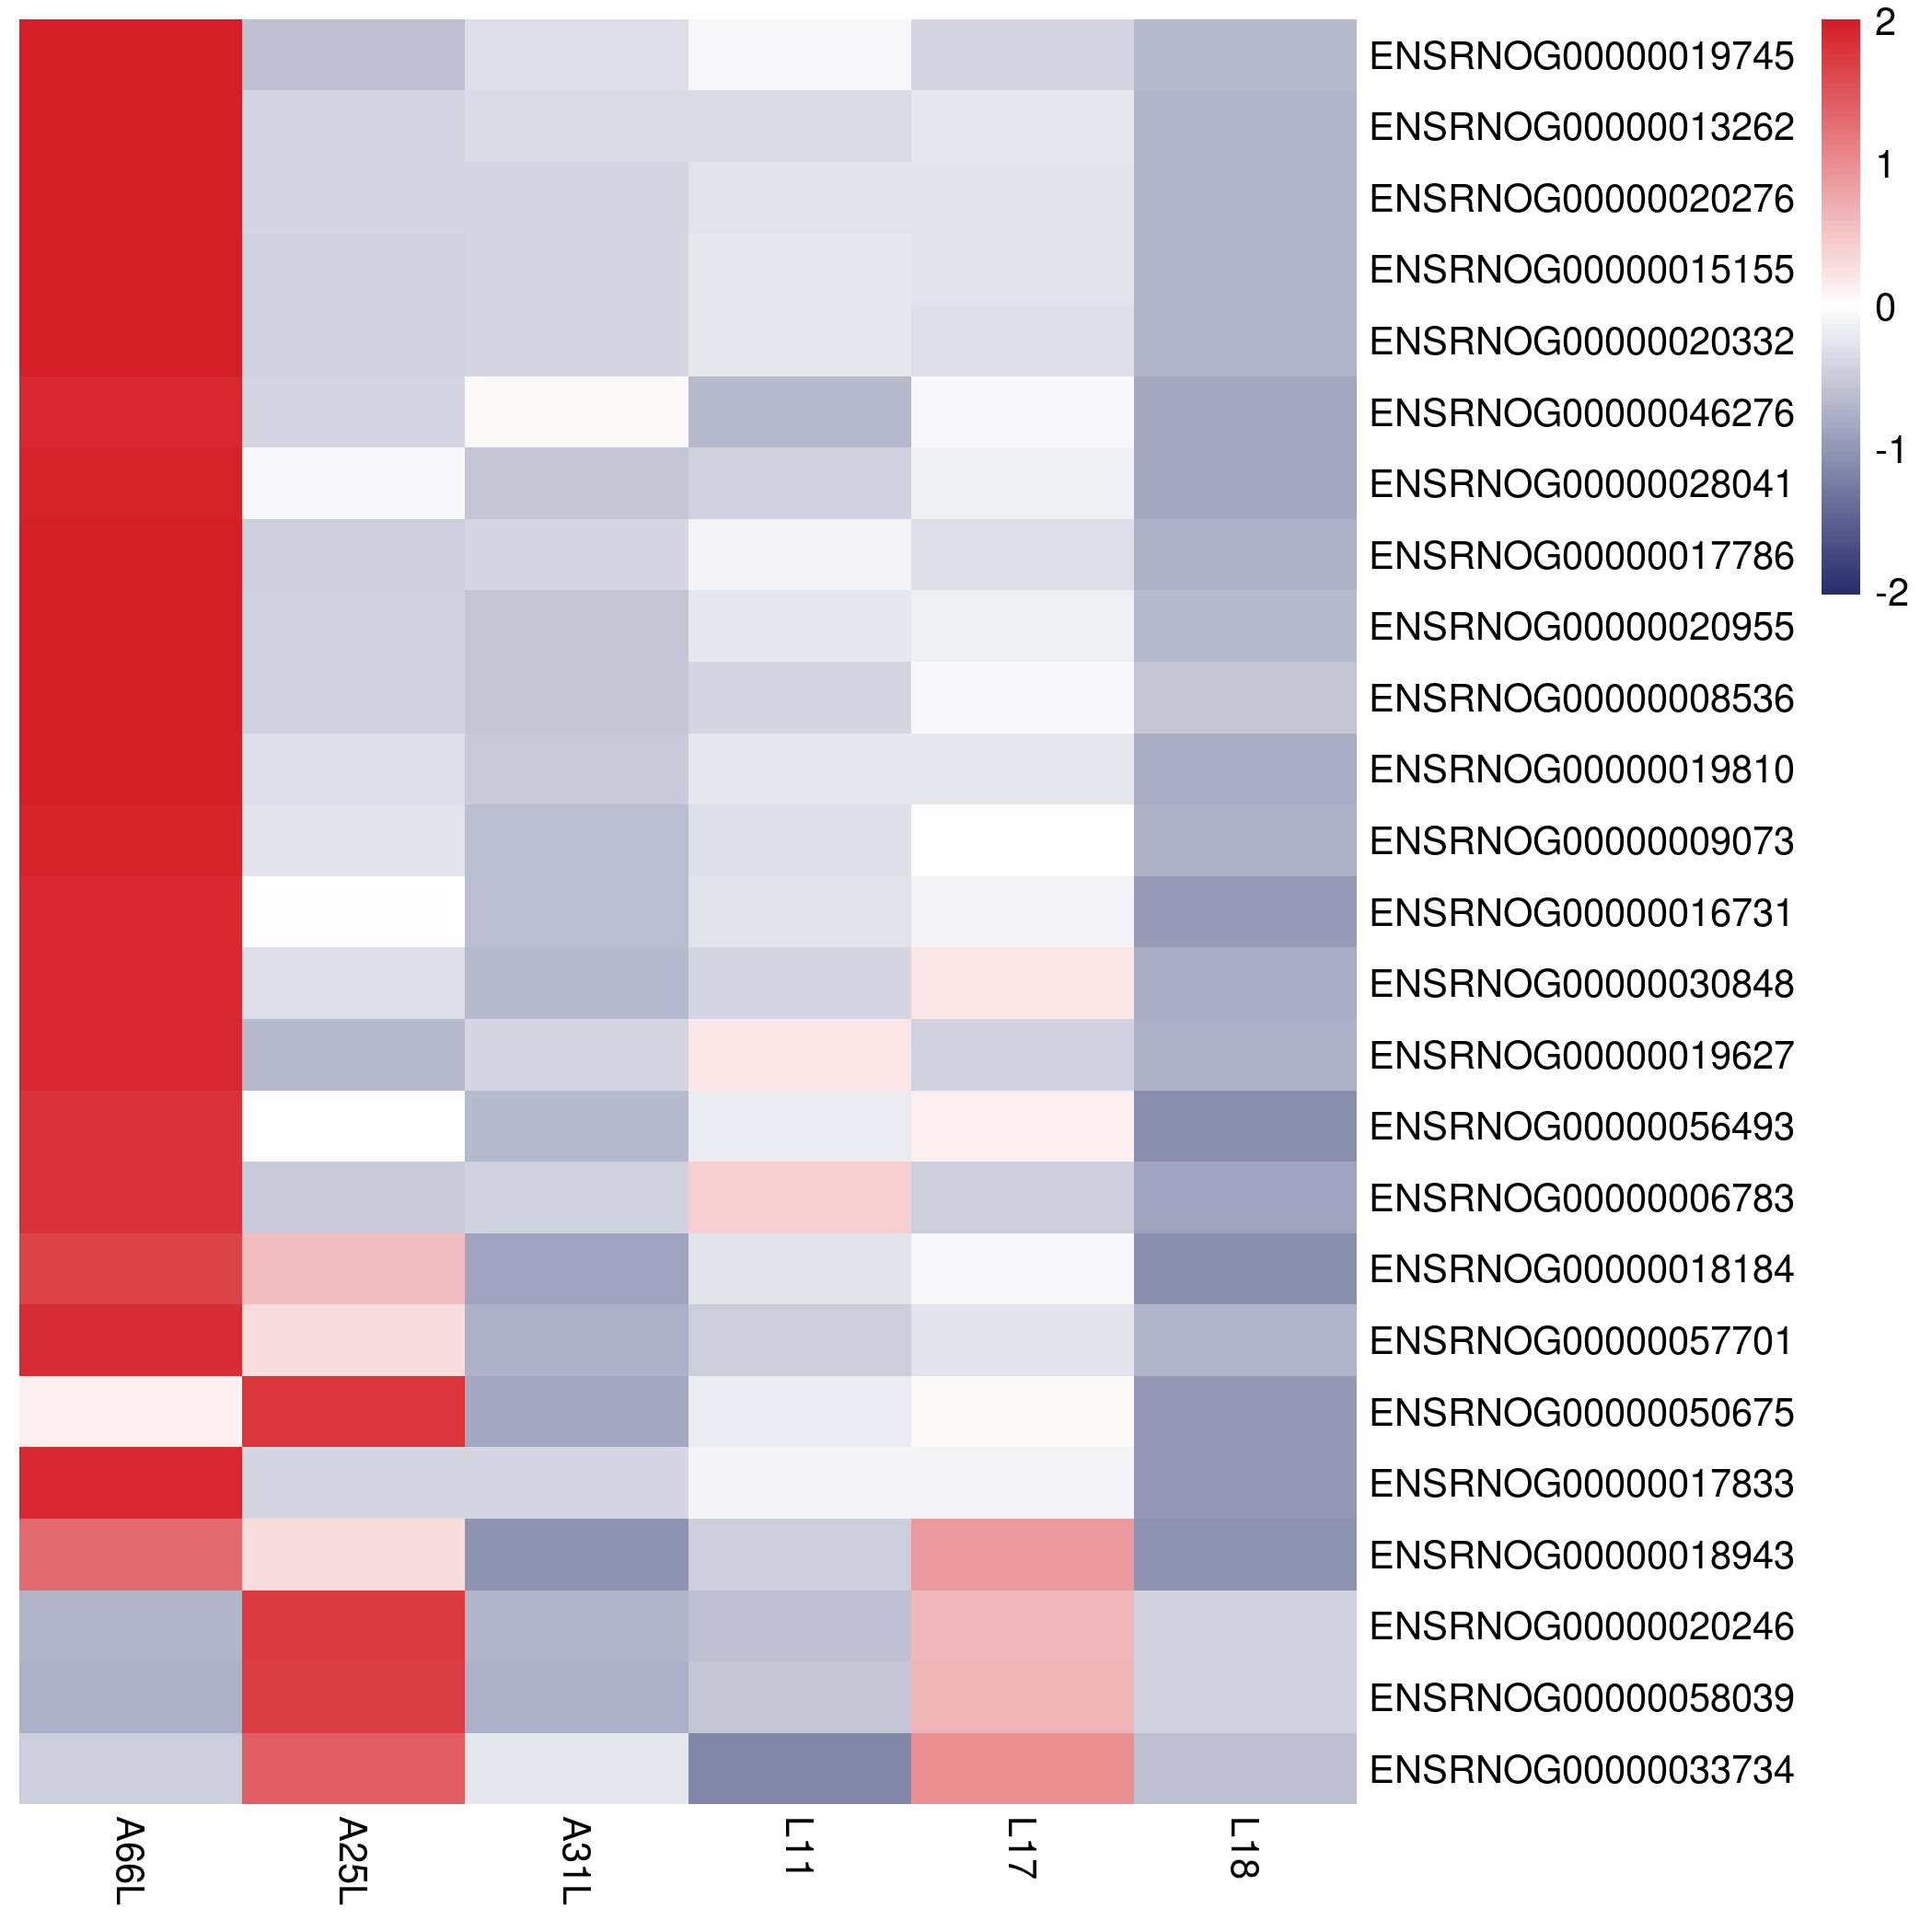 ENSRNOG00000019745
ENSRNOG00000013262
ENSRNOG00000020276
ENSRNOG00000015155
ENSRNOG00000020332
ENSRNOG00000046276
ENSRNOG00000028041
ENSRNOG00000017786
ENSRNOG00000020955
ENSRNOG00000008536
ENSRNOG00000019810
ENSRNOG00000009073
ENSRNOG00000016731
ENSRNOG00000030848
ENSRNOG00000019627
ENSRNOG00000056493
ENSRNOG00000006783
ENSRNOG00000018184
ENSRNOG00000057701
ENSRNOG00000050675
ENSRNOG00000017833
ENSRNOG00000018943
ENSRNOG00000020246
ENSRNOG00000058039
ENSRNOG00000033734
2
1
0
-1
-2
A66L
A25L
A31L
L11
L17
L18